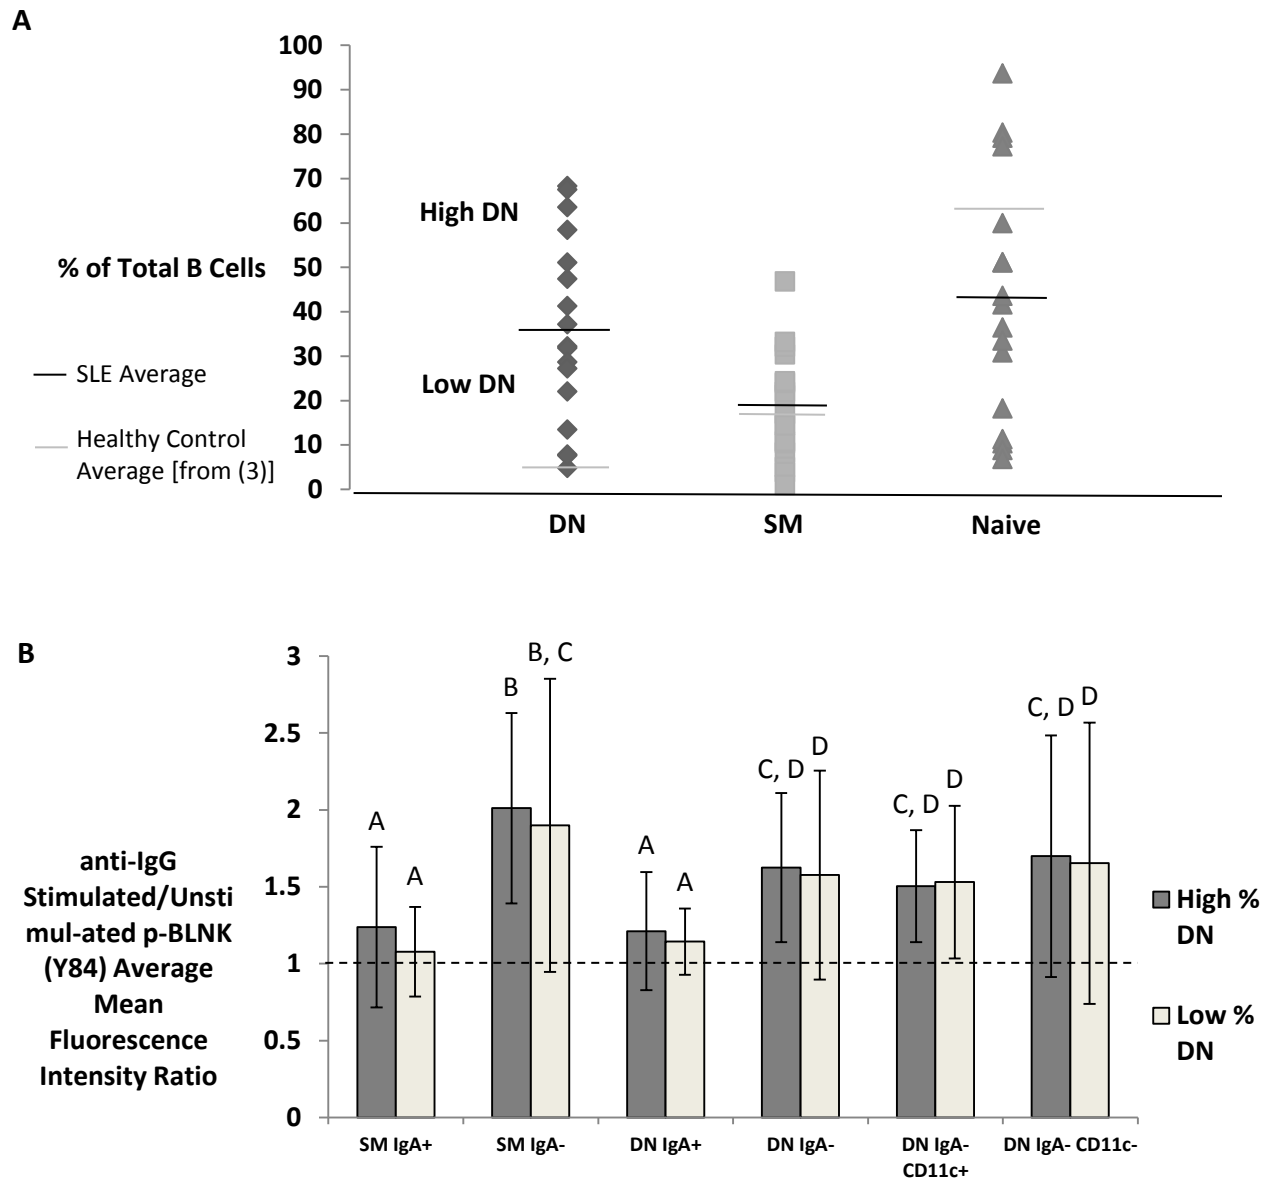 A
100
90
80
70
60
50
40
30
20
10
0
% of Total B Cells
High DN
Low DN
SLE Average
Healthy Control
Average [from (3)]
DN
SM
Naive
B
3
2.5
2
1.5
1
0.5
0
anti-IgG
Stimulated/Unsti
mul-ated p-BLNK
(Y84) Average
Mean
Fluorescence
Intensity Ratio
A
A
B
B, C
A
A
C, D
D
C, D
D
C, D
D
High %
DN
Low %
DN
SM IgA+
SM IgA-
DN IgA+
DN IgA-
DN IgA-
CD11c+
DN IgA- CD11c-